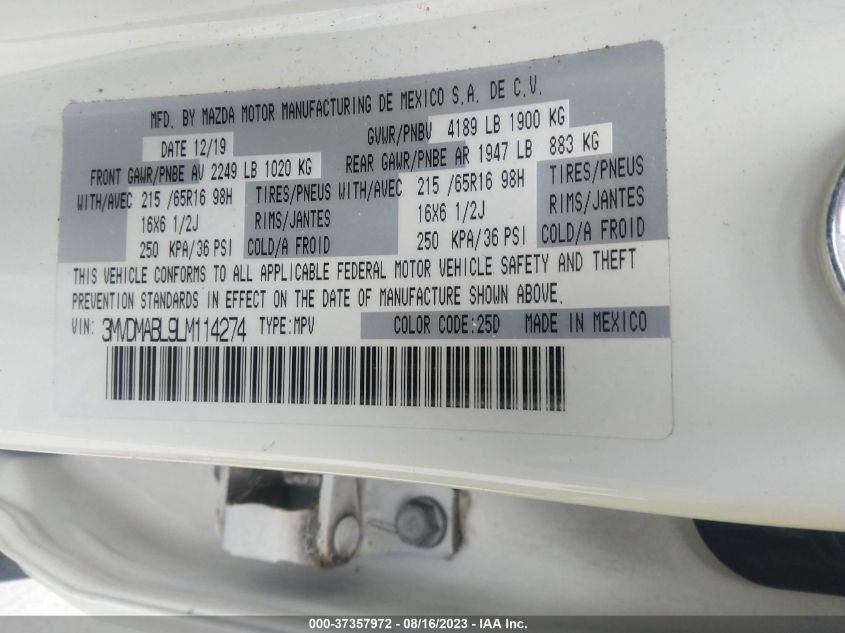 MFD. BY MAZDA MOTOR MANUFACTURING DE MEXICO S.A. DE C.V.
DATE 12/19 GVWR/PNBV 4189 LB 1900 KG
FRONT GAWR/PNBE AV 2249 LB 1020 KG REAR GAWR/PNBE AR 1947 LB 883 KG
WITH/AVEC 215 /65R16 98H TIRES/PNEUS WITH/AVEC 215 /65R16 98H TIRES/PNEUS
16X6 1/2J RIMS/JANTES 16X6 1/2J RIMS/JANTES
250 KPA/36 PSI COLD/A FROID 250 KPA/36 PSI COLD/A FROID
THIS VEHICLE CONFORMS TO ALL APPLICABLE FEDERAL MOTOR VEHICLE SAFETY AND THEFT
PREVENTION STANDARDS IN EFFECT ON THE DATE OF MANUFACTURE SHOWN ABOVE.
VIN: 3MVDMABL9LM114274 TYPE:MPV COLOR CODE:25D MADE IN MEXICO
000-37357972 - 08/16/2023 - IAA Inc.